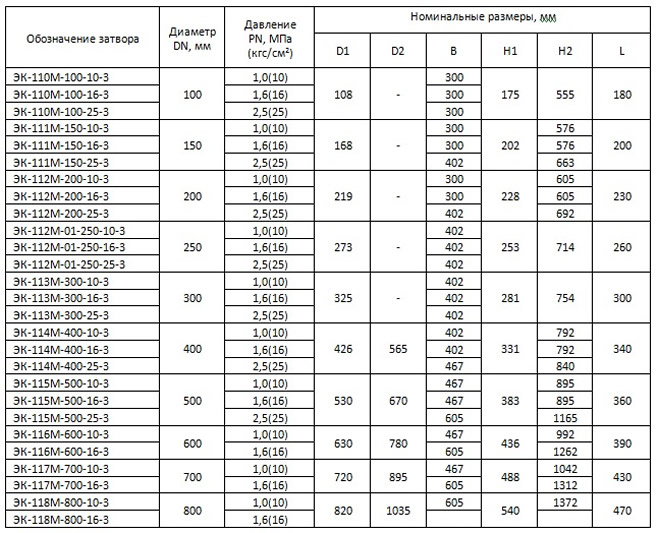 Обозначение затвора Диаметр DN, мм Давление PN, МПа (кгс/см²) Номинальные размеры, мм
D1 D2 B H1 H2 L
ЭК-110М-100-10-3 100 1,0(10) 108 - 300 175 555 180
ЭК-110М-100-16-3 1,6(16) 300
ЭК-110М-100-25-3 2,5(25) 300
ЭК-111М-150-10-3 150 1,0(10) 168 - 300 202 576 200
ЭК-111М-150-16-3 1,6(16) 300 576
ЭК-111М-150-25-3 2,5(25) 402 663
ЭК-112М-200-10-3 200 1,0(10) 219 - 300 228 605 230
ЭК-112М-200-16-3 1,6(16) 300 605
ЭК-112М-200-25-3 2,5(25) 402 692
ЭК-112М-01-250-10-3 250 1,0(10) 273 - 402 253 714 260
ЭК-112М-01-250-16-3 1,6(16) 402
ЭК-112М-01-250-25-3 2,5(25) 402
ЭК-113М-300-10-3 300 1,0(10) 325 - 402 281 754 300
ЭК-113М-300-16-3 1,6(16) 402
ЭК-113М-300-25-3 2,5(25) 402
ЭК-114М-400-10-3 400 1,0(10) 426 565 402 331 792 340
ЭК-114М-400-16-3 1,6(16) 402 792
ЭК-114М-400-25-3 2,5(25) 467 840
ЭК-115М-500-10-3 500 1,0(10) 530 670 467 383 895 360
ЭК-115М-500-16-3 1,6(16) 467 895
ЭК-115М-500-25-3 2,5(25) 605 1165
ЭК-116М-600-10-3 600 1,0(10) 630 780 467 436 992 390
ЭК-116М-600-16-3 1,6(16) 605 1262
ЭК-117М-700-10-3 700 1,0(10) 720 895 467 488 1042 430
ЭК-117М-700-16-3 1,6(16) 605 1312
ЭК-118М-800-10-3 800 1,0(10) 820 1035 605 540 1372 470
ЭК-118М-800-16-3 1,6(16)